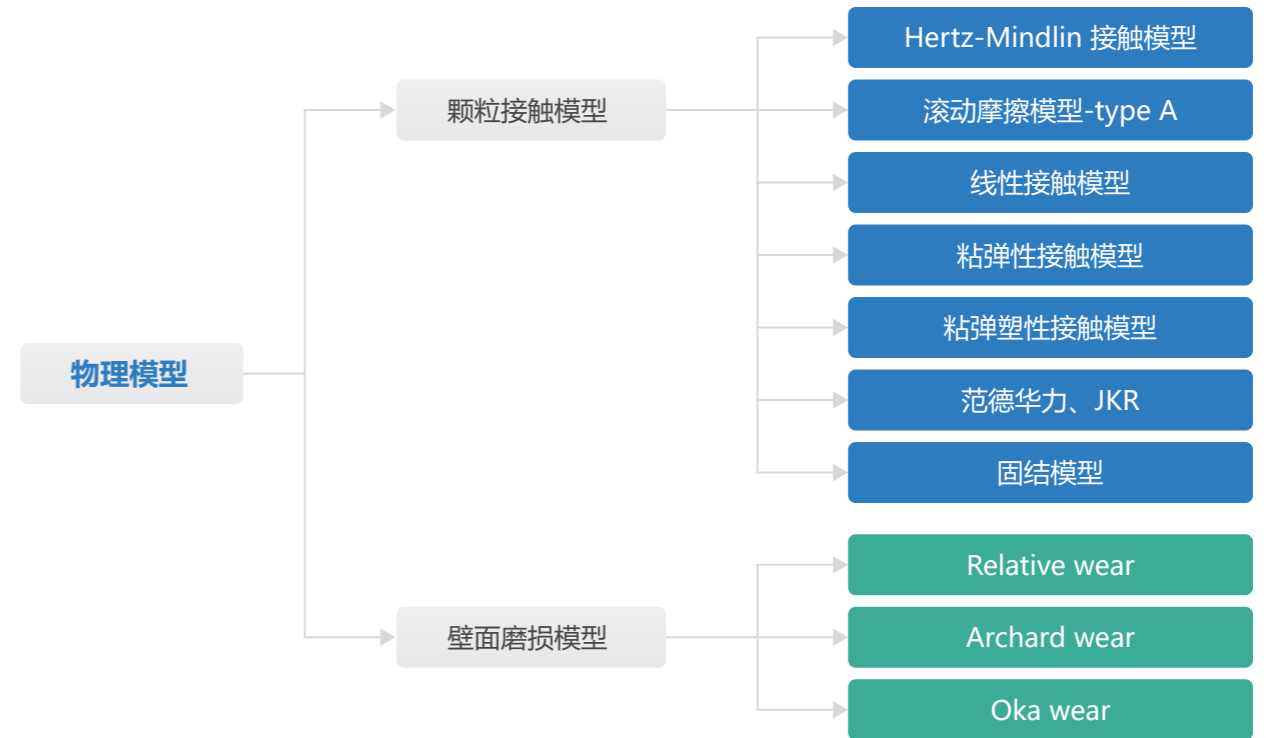 物理模型
颗粒接触模型
Hertz-Mindlin 接触模型
滚动摩擦模型-type A
线性接触模型
粘弹性接触模型
粘弹塑性接触模型
范德华力、JKR
固结模型
壁面磨损模型
Relative wear
Archard wear
Oka wear